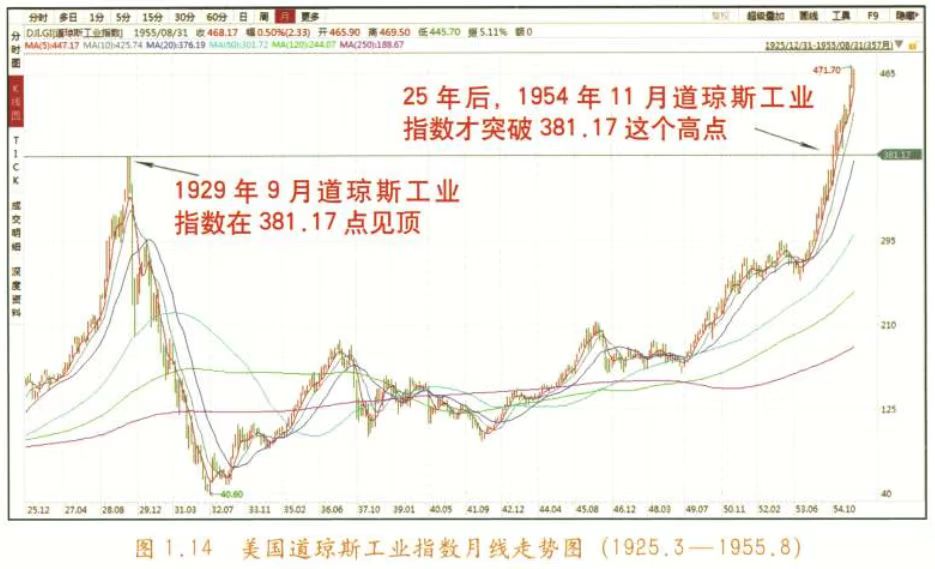 分时 多日 1分 5分 15分 30分 60分 日 周 月 更多 复权 超级叠加 画线 工具 F9 隐藏
DJI.GI[道琼斯工业指数] 1955/08/31 收 468.17 幅 0.50%(2.33) 开 465.90 高 469.50 低 445.70 振 5.11% 额 0
MA(5):447.17 MA(10):425.74 MA(20):376.19 MA(60):301.72 MA(120):244.07 MA(250):188.67 1925/12/31-1955/08/31(357月)
分时图
K线图
TICK
成交明细
深度资料
471.70
465
25 年后，1954 年 11 月道琼斯工业
指数才突破 381.17 这个高点
381.17
1929 年 9 月道琼斯工业
指数在 381.17 点见顶
295
210
125
40.60
40
25.12 27.04 28.08 29.12 31.03 32.07 33.10 35.02 36.06 37.09 39.01 40.05 41.09 42.12 44.04 45.08 46.12 48.03 49.07 50.11 52.02 53.06 54.10
图 1.14 美国道琼斯工业指数月线走势图 (1925.3—1955.8)